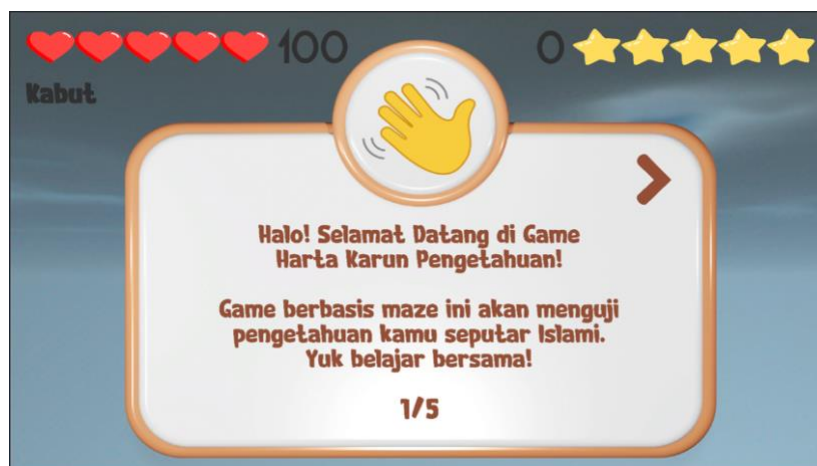 100
0
Kabut
Halo! Selamat Datang di Game
Harta Karun Pengetahuan!
Game berbasis maze ini akan menguji
pengetahuan kamu seputar Islami.
Yuk belajar bersama!
1/5